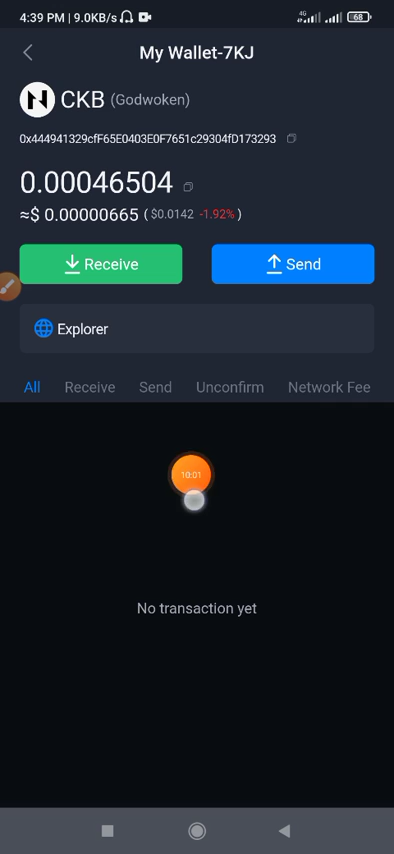 4:39 PM | 9.0KB/s 4G 68
My Wallet-7KJ
CKB (Godwoken)
0x444941329cfF65E0403E0F7651c29304fD173293
0.00046504
≈$ 0.00000665 ( $0.0142 -1.92% )
Receive Send
Explorer
All Receive Send Unconfirm Network Fee
10:01
No transaction yet